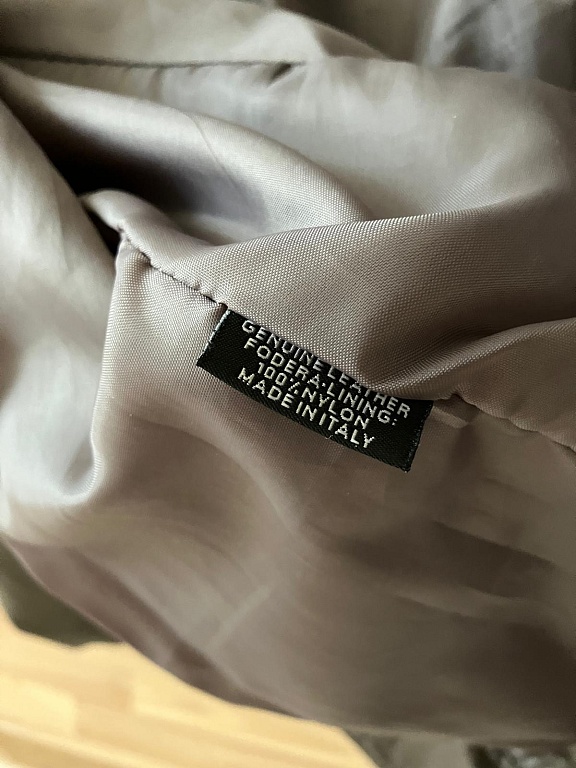 GENUINE LEATHER
FODERA:LINING:
100%NYLON
MADE IN ITALY